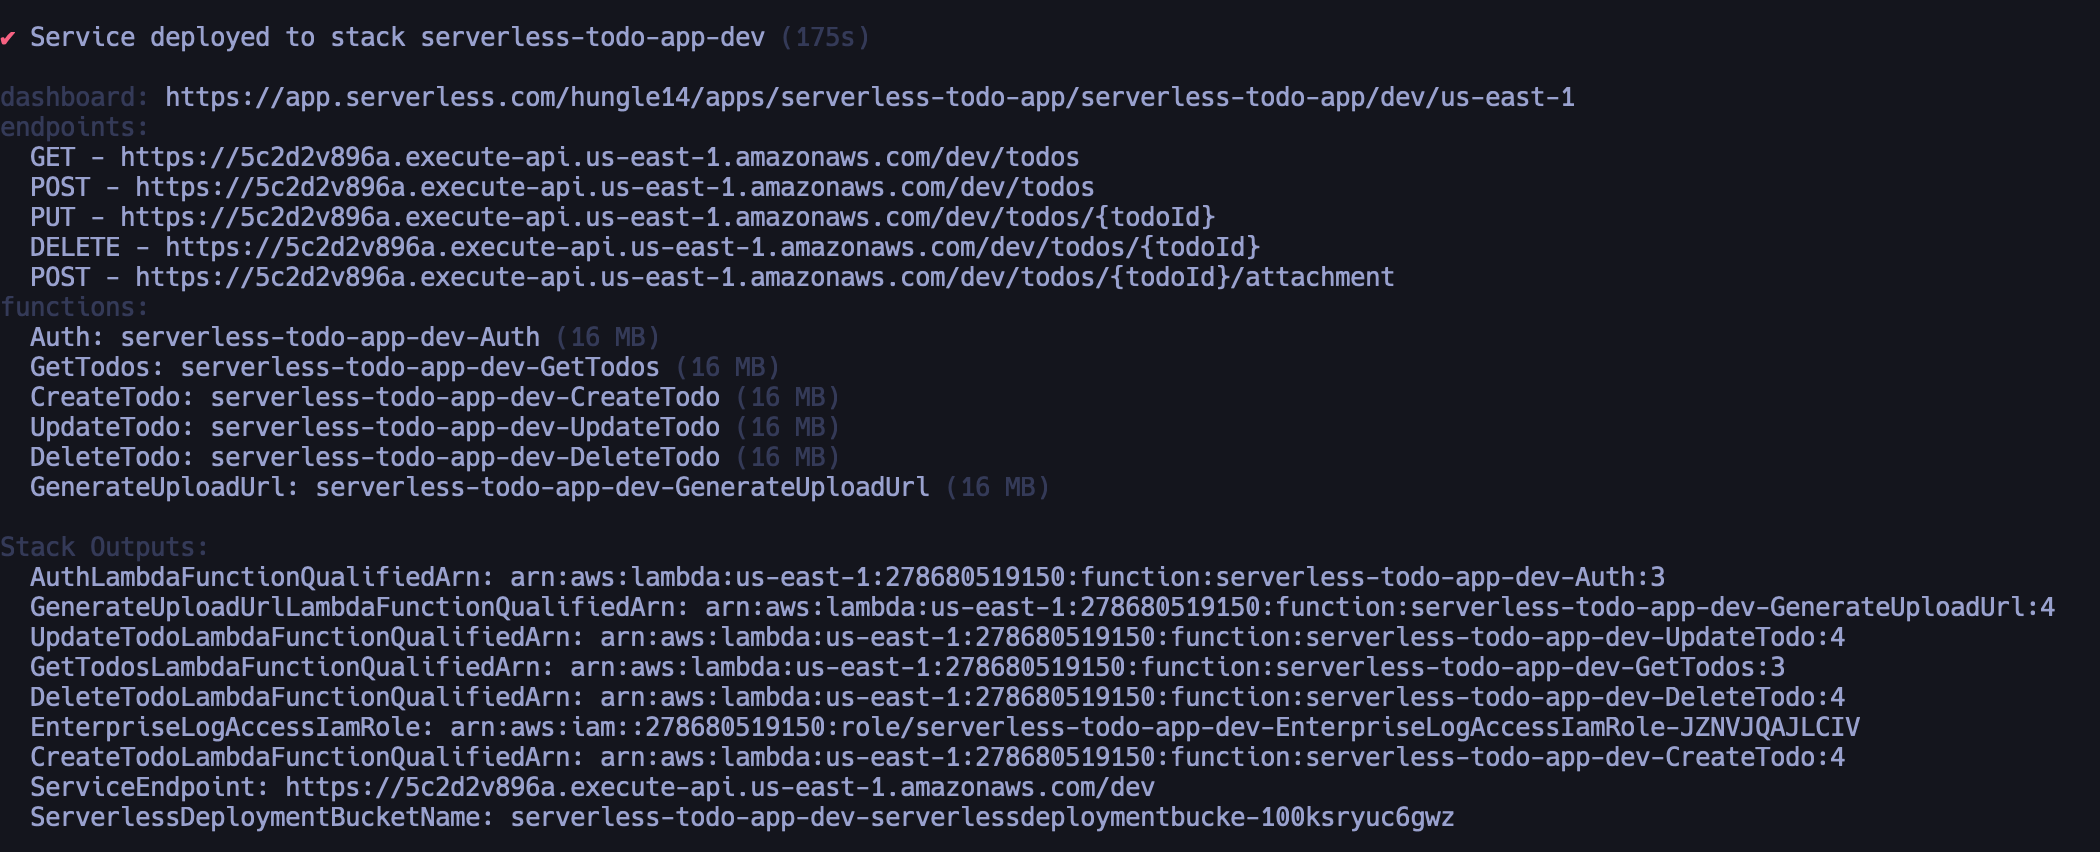 ✔ Service deployed to stack serverless-todo-app-dev (175s)
dashboard: https://app.serverless.com/hungle14/apps/serverless-todo-app/serverless-todo-app/dev/us-east-1
endpoints:
GET - https://5c2d2v896a.execute-api.us-east-1.amazonaws.com/dev/todos
POST - https://5c2d2v896a.execute-api.us-east-1.amazonaws.com/dev/todos
PUT - https://5c2d2v896a.execute-api.us-east-1.amazonaws.com/dev/todos/{todoId}
DELETE - https://5c2d2v896a.execute-api.us-east-1.amazonaws.com/dev/todos/{todoId}
POST - https://5c2d2v896a.execute-api.us-east-1.amazonaws.com/dev/todos/{todoId}/attachment
functions:
Auth: serverless-todo-app-dev-Auth (16 MB)
GetTodos: serverless-todo-app-dev-GetTodos (16 MB)
CreateTodo: serverless-todo-app-dev-CreateTodo (16 MB)
UpdateTodo: serverless-todo-app-dev-UpdateTodo (16 MB)
DeleteTodo: serverless-todo-app-dev-DeleteTodo (16 MB)
GenerateUploadUrl: serverless-todo-app-dev-GenerateUploadUrl (16 MB)
Stack Outputs:
AuthLambdaFunctionQualifiedArn: arn:aws:lambda:us-east-1:278680519150:function:serverless-todo-app-dev-Auth:3
GenerateUploadUrlLambdaFunctionQualifiedArn: arn:aws:lambda:us-east-1:278680519150:function:serverless-todo-app-dev-GenerateUploadUrl:4
UpdateTodoLambdaFunctionQualifiedArn: arn:aws:lambda:us-east-1:278680519150:function:serverless-todo-app-dev-UpdateTodo:4
GetTodosLambdaFunctionQualifiedArn: arn:aws:lambda:us-east-1:278680519150:function:serverless-todo-app-dev-GetTodos:3
DeleteTodoLambdaFunctionQualifiedArn: arn:aws:lambda:us-east-1:278680519150:function:serverless-todo-app-dev-DeleteTodo:4
EnterpriseLogAccessIamRole: arn:aws:iam::278680519150:role/serverless-todo-app-dev-EnterpriseLogAccessIamRole-JZNVJQAJLCIV
CreateTodoLambdaFunctionQualifiedArn: arn:aws:lambda:us-east-1:278680519150:function:serverless-todo-app-dev-CreateTodo:4
ServiceEndpoint: https://5c2d2v896a.execute-api.us-east-1.amazonaws.com/dev
ServerlessDeploymentBucketName: serverless-todo-app-dev-serverlessdeploymentbucke-100ksryuc6gwz